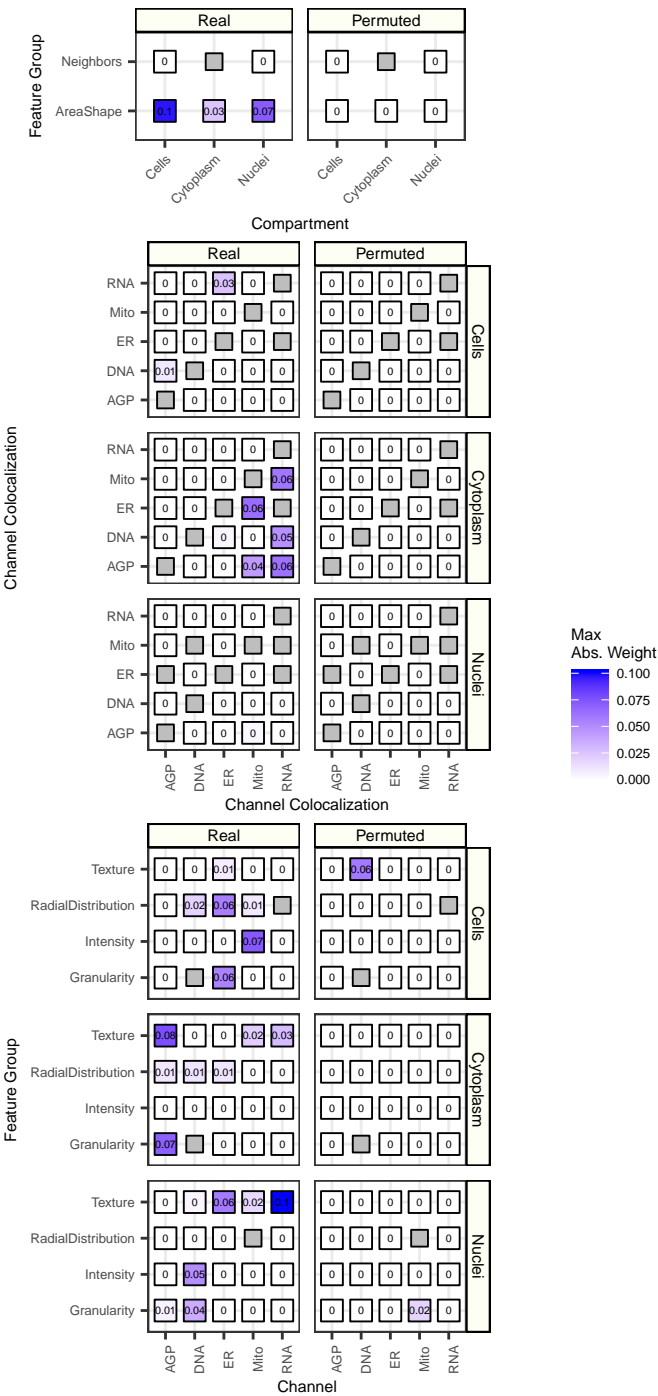 Real Permuted
Neighbors 0 0 0 0
AreaShape 0.1 0.03 0.07 0 0 0
Feature Group
Cells Cytoplasm Nuclei Cells Cytoplasm Nuclei
Compartment
Real Permuted
RNA 0 0 0.03 0 0 0 0 0
Mito 0 0 0 0 0 0 0 0
ER 0 0 0 0 0 0
DNA 0.01 0 0 0 0 0 0 0
AGP 0 0 0 0 0 0 0 0
Cells
RNA 0 0 0 0 0 0 0 0
Mito 0 0 0 0.06 0 0 0 0
ER 0 0 0.06 0 0 0
DNA 0 0 0 0.05 0 0 0 0
AGP 0 0 0.04 0.06 0 0 0 0
Cytoplasm
RNA 0 0 0 0 0 0 0 0
Mito 0 0 0 0
ER 0 0 0 0
DNA 0 0 0 0 0 0 0 0
AGP 0 0 0 0 0 0 0 0
Nuclei
Channel Colocalization
AGP DNA ER Mito RNA AGP DNA ER Mito RNA
Channel Colocalization
Max
Abs. Weight
0.100
0.075
0.050
0.025
0.000
Real Permuted
Texture 0 0 0.01 0 0 0 0.06 0 0 0
RadialDistribution 0 0.02 0.06 0.01 0 0 0 0
Intensity 0 0 0 0.07 0 0 0 0 0 0
Granularity 0 0.06 0 0 0 0 0 0
Cells
Texture 0.08 0 0 0.02 0.03 0 0 0 0 0
RadialDistribution 0.01 0.01 0.01 0 0 0 0 0 0 0
Intensity 0 0 0 0 0 0 0 0 0 0
Granularity 0.07 0 0 0 0 0 0 0
Cytoplasm
Texture 0 0 0.06 0.02 0.1 0 0 0 0 0
RadialDistribution 0 0 0 0 0 0 0 0
Intensity 0 0.05 0 0 0 0 0 0 0 0
Granularity 0.01 0.04 0 0 0 0 0 0 0.02 0
Nuclei
Feature Group
AGP DNA ER Mito RNA AGP DNA ER Mito RNA
Channel